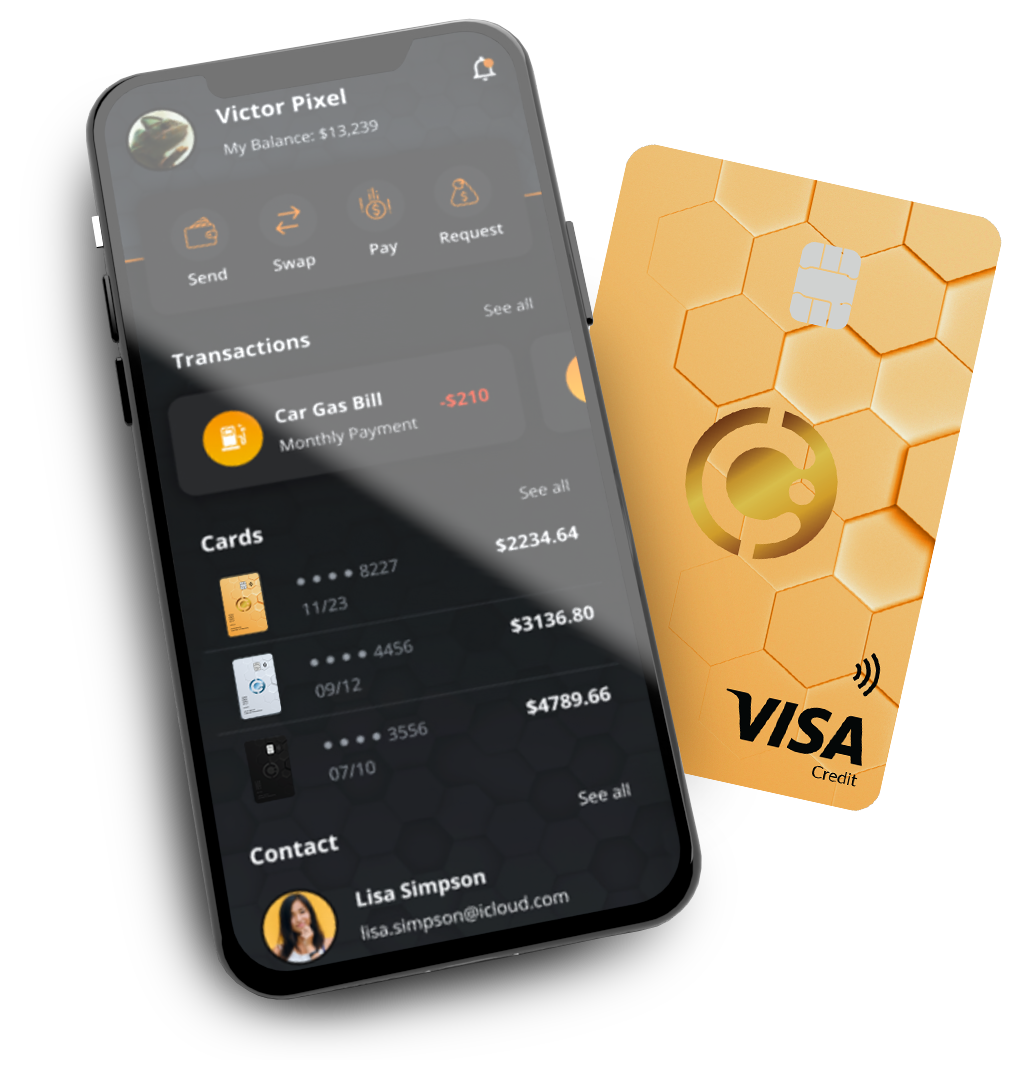 Victor Pixel
My Balance: $13,239
Send
Swap
Pay
Request
Transactions
See all
Car Gas Bill
-$210
Monthly Payment
Cards
See all
•••• 8227
$2234.64
11/23
•••• 4456
$3136.80
09/12
•••• 3556
$4789.66
07/10
Contact
See all
Lisa Simpson
lisa.simpson@icloud.com
VISA
Credit